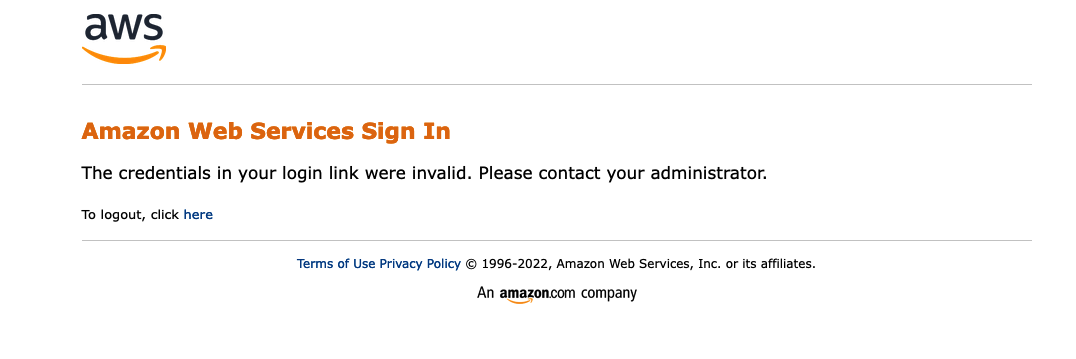 aws
Amazon Web Services Sign In
The credentials in your login link were invalid. Please contact your administrator.
To logout, click here
Terms of Use Privacy Policy © 1996-2022, Amazon Web Services, Inc. or its affiliates.
An amazon.com company